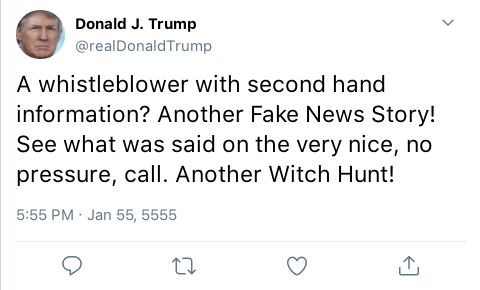 Donald J. Trump
@realDonaldTrump
A whistleblower with second hand
information? Another Fake News Story!
See what was said on the very nice, no
pressure, call. Another Witch Hunt!
5:55 PM · Jan 55, 5555